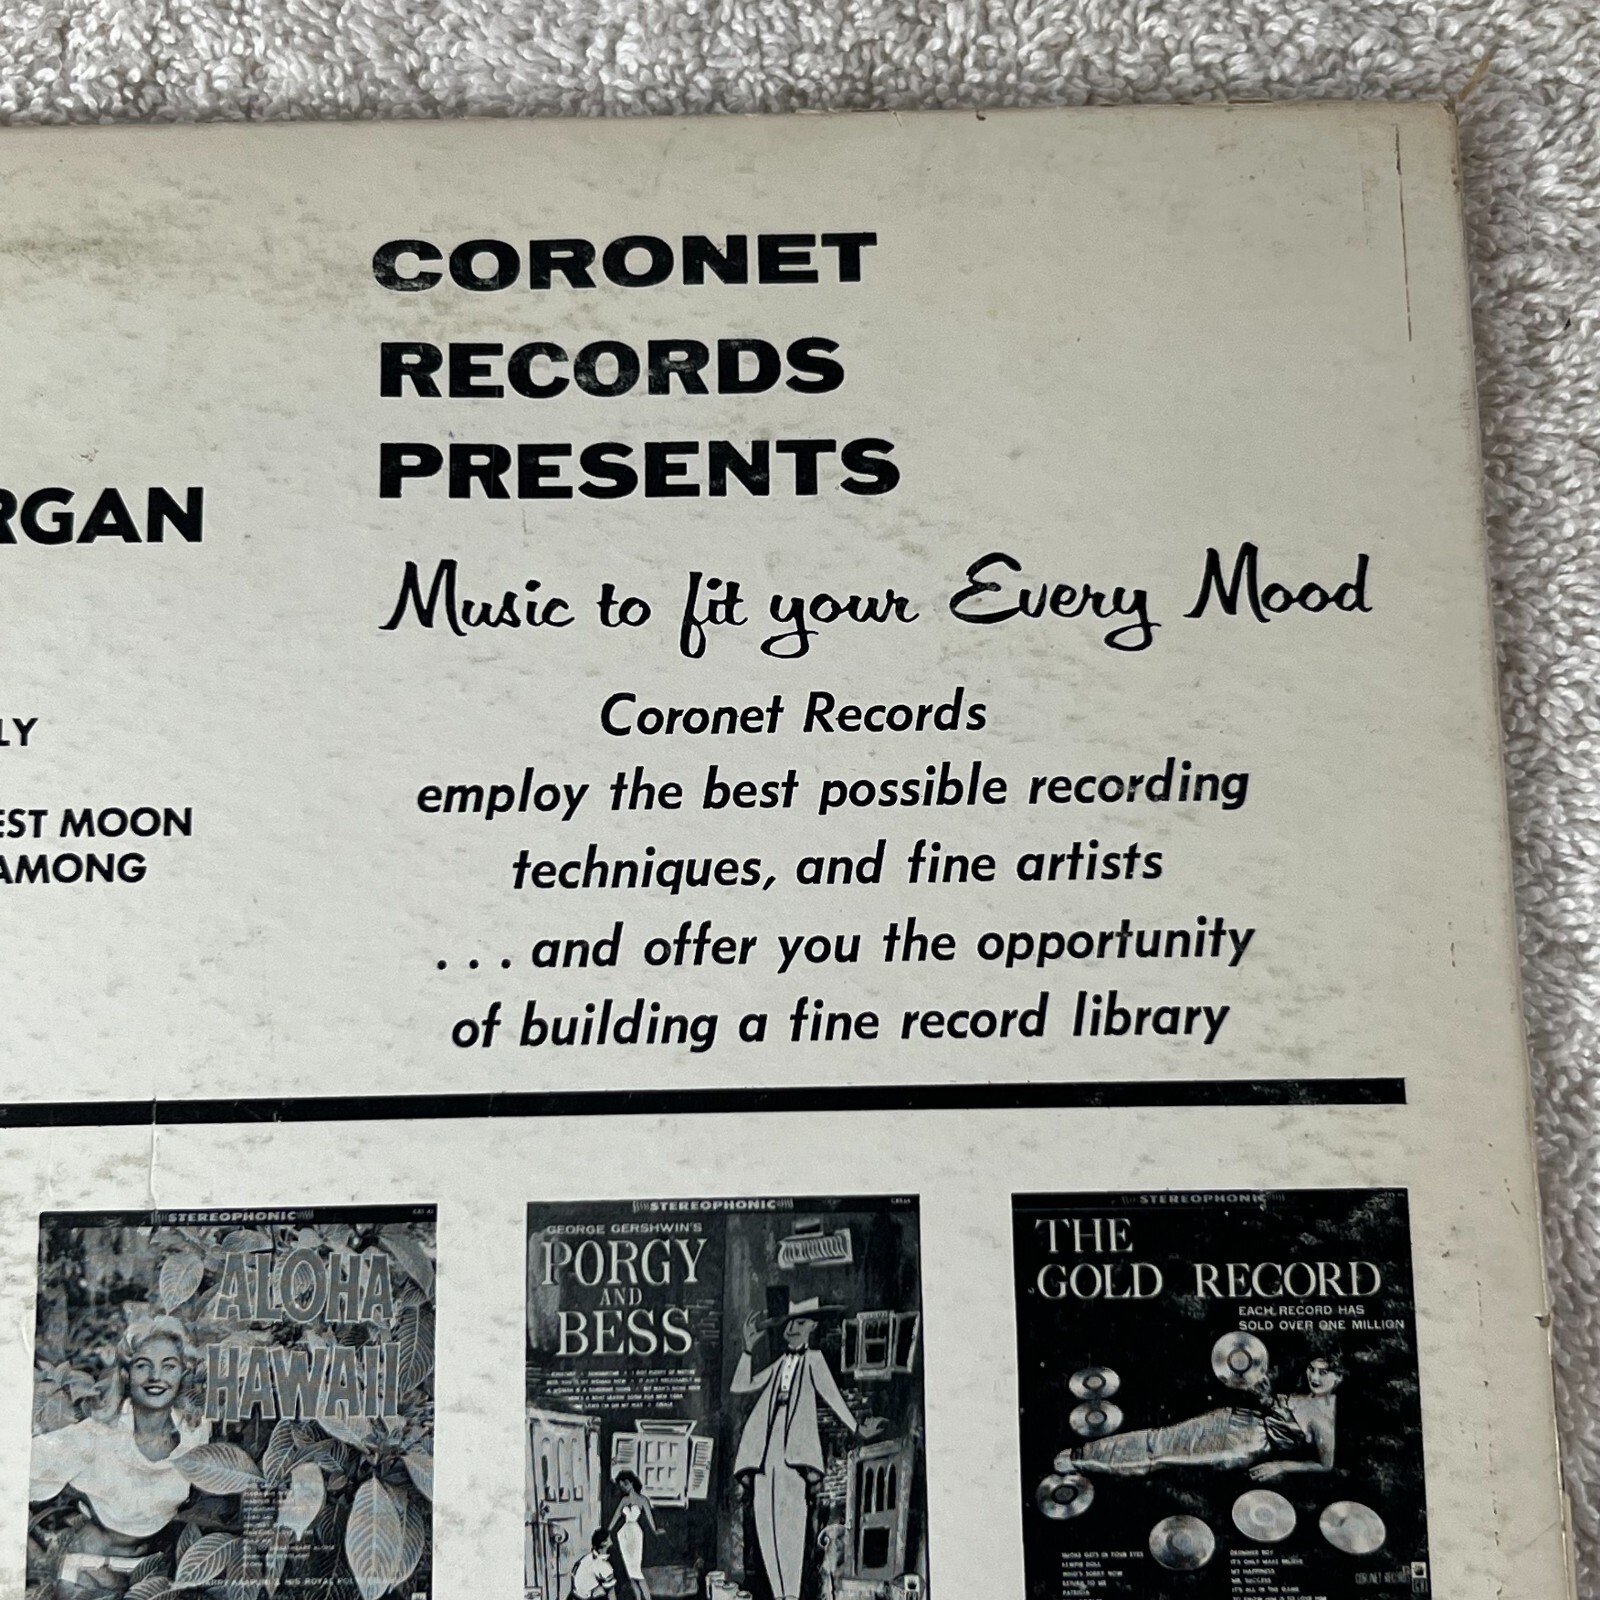 CORONET
RECORDS
PRESENTS
Music to fit your Every Mood
Coronet Records
employ the best possible recording
techniques, and fine artists
. . . and offer you the opportunity
of building a fine record library
RGAN
LY
EST MOON
AMONG
STEREOPHONIC
ALOHA
HAWAII
STEREOPHONIC
GEORGE GERSHWIN'S
PORGY
AND
BESS
STEREOPHONIC
THE
GOLD RECORD
EACH RECORD HAS
SOLD OVER ONE MILLION